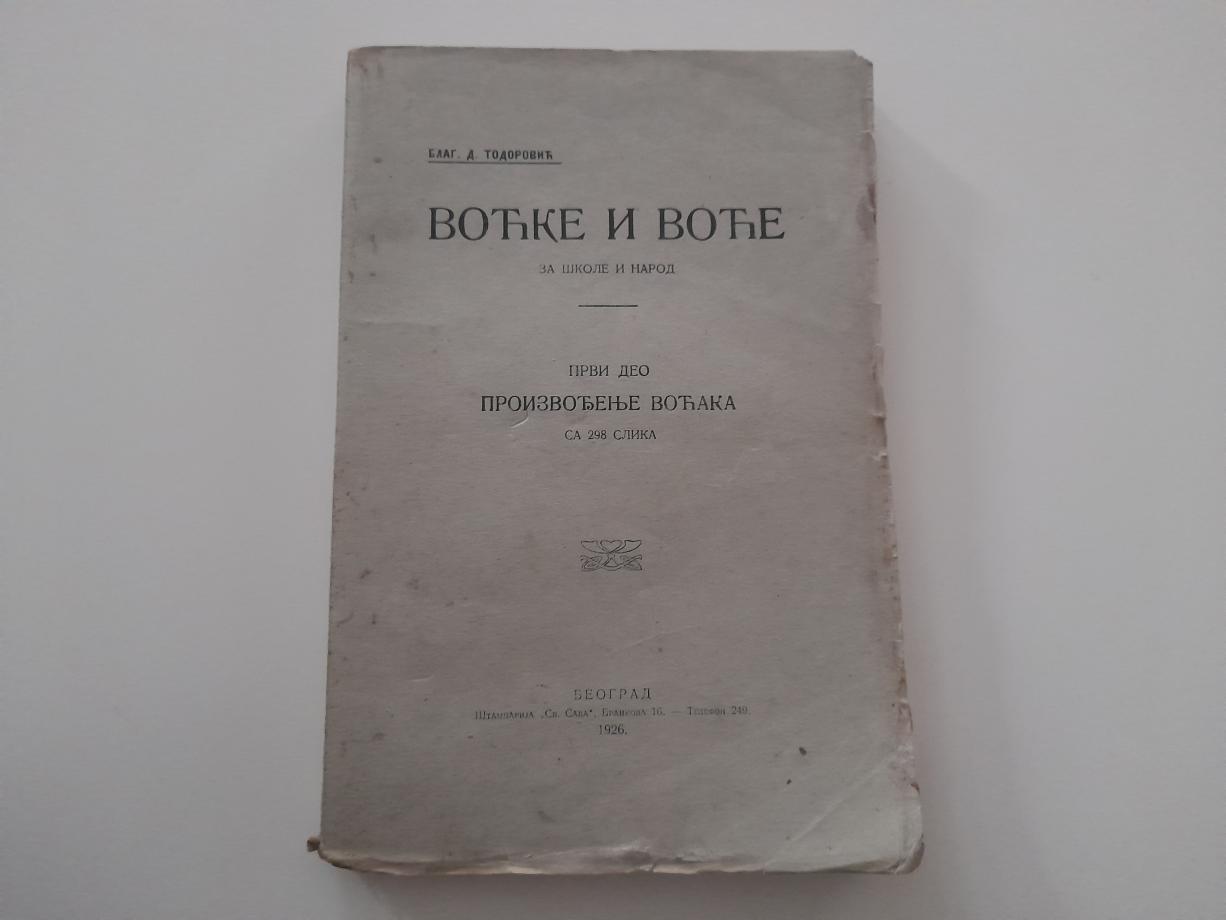 БЛАГ. Д. ТОДОРОВИЋ
ВОЋКЕ И ВОЋЕ
ЗА ШКОЛЕ И НАРОД
ПРВИ ДЕО
ПРОИЗВОЂЕЊЕ ВОЋАКА
СА 298 СЛИКА
БЕОГРАД
Штампарија „Св. Сава“, Бранкова 16. — Телефон 249.
1926.